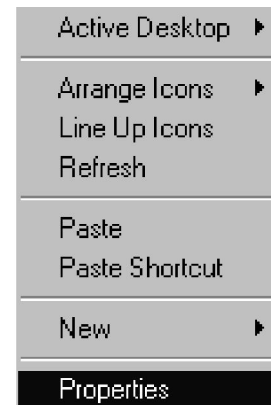 Active Desktop
Arrange Icons
Line Up Icons
Refresh
Paste
Paste Shortcut
New
Properties